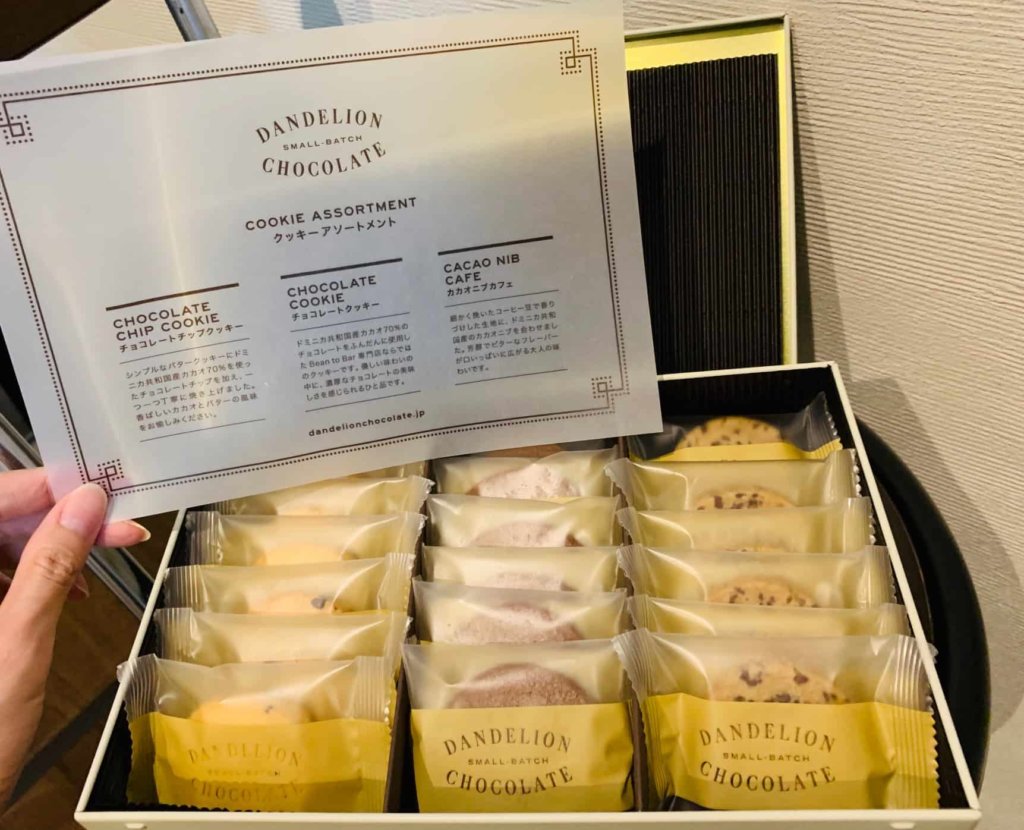 DANDELION
SMALL-BATCH
CHOCOLATE
COOKIE ASSORTMENT
クッキーアソートメント
CHOCOLATE
CHIP COOKIE
チョコレートチップクッキー
シンプルなバタークッキーにドミ
ニカ共和国産カカオ70%を使っ
たチョコレートチップを加え、一
つ一つ丁寧に焼き上げました。
香ばしいカカオとバターの風味
をお愉しみください。
CHOCOLATE
COOKIE
チョコレートクッキー
ドミニカ共和国産カカオ70%の
チョコレートをふんだんに使用し
たBean to Bar 専門店ならでは
のクッキーです。優しい味わいの
中に、濃厚なチョコレートの美味
しさを感じられるひと品です。
CACAO NIB
CAFE
カカオニブカフェ
細かく挽いたコーヒー豆で香り
づけした生地に、ドミニカ共和
国産のカカオニブを合わせまし
た。芳醇でビターなフレーバー
が口いっぱいに広がる大人の味
わいです。
dandelionchocolate.jp
DANDELION
SMALL-BATCH
CHOCOLATE
DANDELION
SMALL-BATCH
CHOCOLATE
DANDELION
SMALL-BATCH
CHOCOLATE